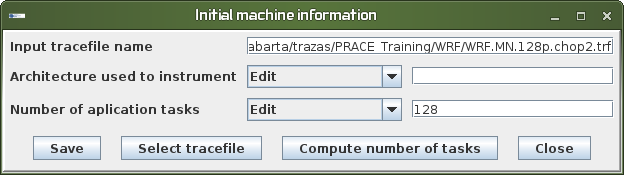 Initial machine information
Input tracefile name abarta/trazas/PRACE_Training/WRF/WRF.MN.128p.chop2.trf
Architecture used to instrument Edit
Number of aplication tasks Edit 128
Save Select tracefile Compute number of tasks Close